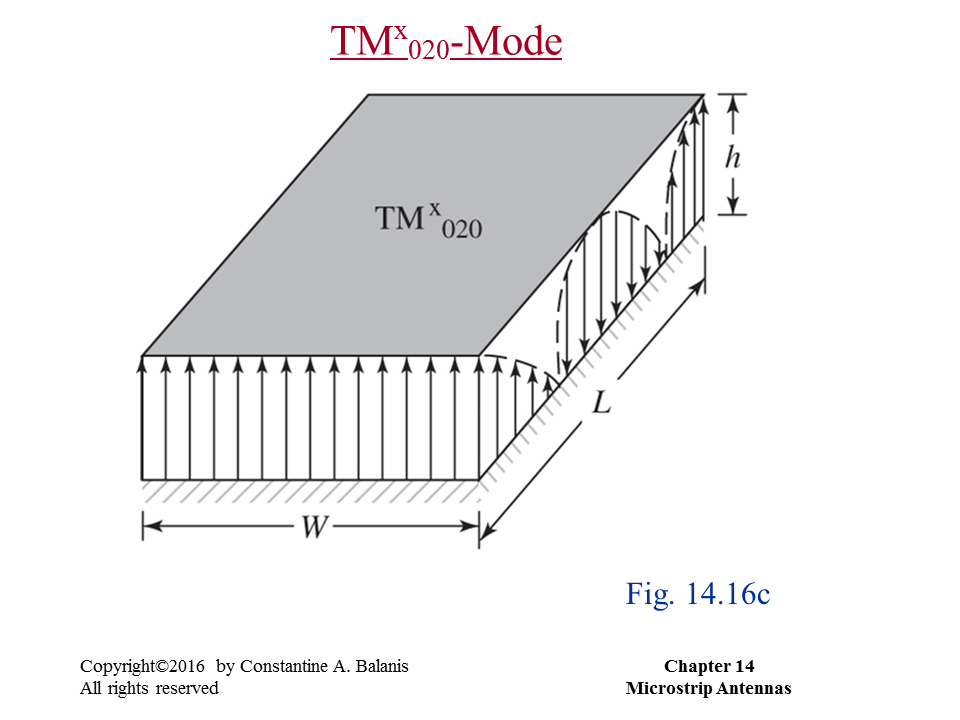 TMˣ₀₂₀-Mode
h
TMˣ₀₂₀
L
W
Fig. 14.16c
Copyright©2016 by Constantine A. Balanis
All rights reserved
Chapter 14
Microstrip Antennas